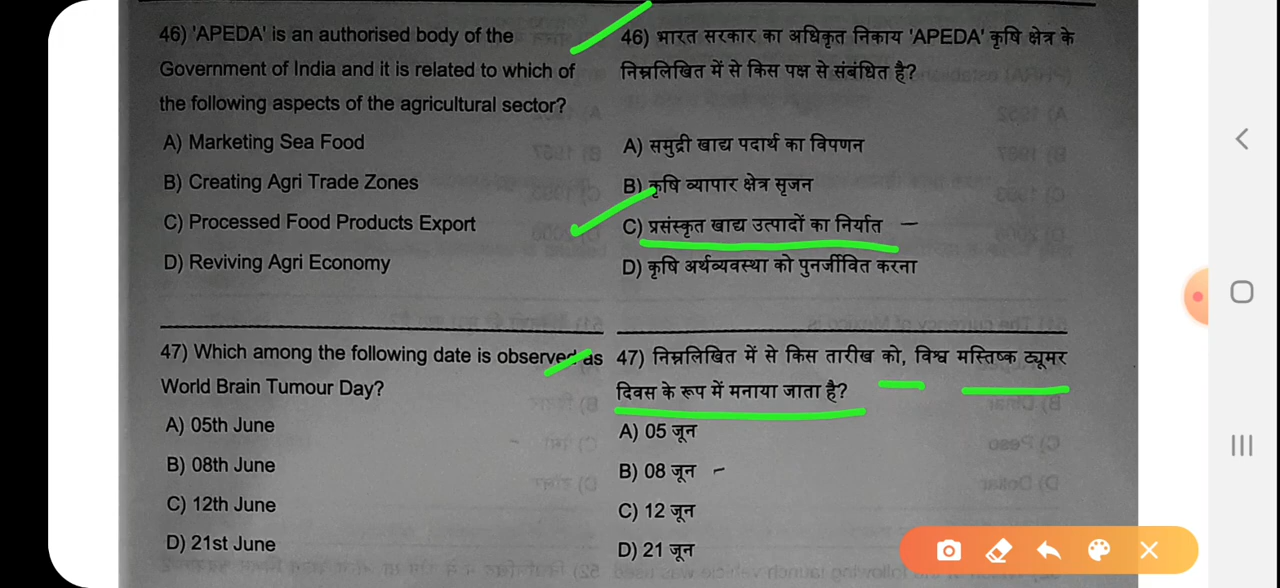 46) 'APEDA' is an authorised body of the
Government of India and it is related to which of
the following aspects of the agricultural sector?
A) Marketing Sea Food
B) Creating Agri Trade Zones
C) Processed Food Products Export
D) Reviving Agri Economy
46) भारत सरकार का अधिकृत निकाय 'APEDA' कृषि क्षेत्र के
निम्नलिखित में से किस पक्ष से संबंधित है?
A) समुद्री खाद्य पदार्थ का विपणन
B) कृषि व्यापार क्षेत्र सृजन
C) प्रसंस्कृत खाद्य उत्पादों का निर्यात
D) कृषि अर्थव्यवस्था को पुनर्जीवित करना
47) Which among the following date is observed as
World Brain Tumour Day?
A) 05th June
B) 08th June
C) 12th June
D) 21st June
47) निम्नलिखित में से किस तारीख को, विश्व मस्तिष्क ट्यूमर
दिवस के रूप में मनाया जाता है?
A) 05 जून
B) 08 जून
C) 12 जून
D) 21 जून